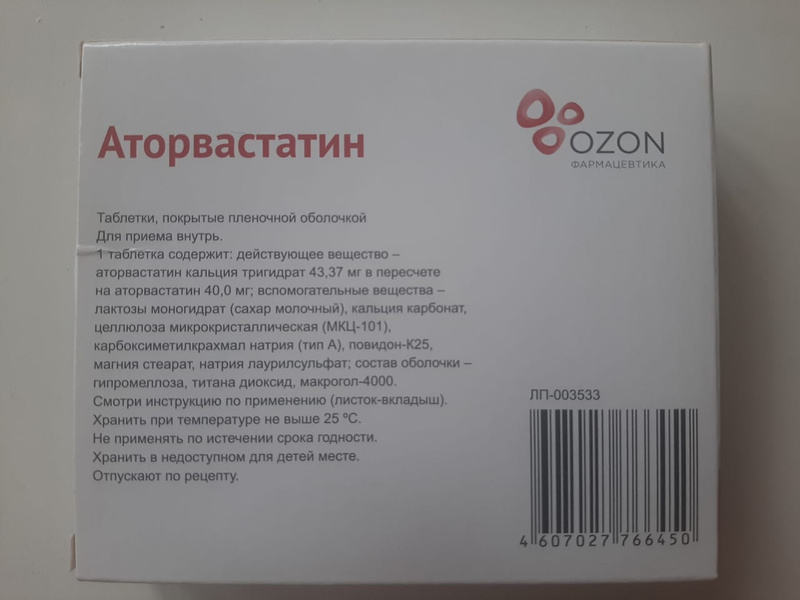 Аторвастатин
OZON
ФАРМАЦЕВТИКА
Таблетки, покрытые пленочной оболочкой
Для приема внутрь.
1 таблетка содержит: действующее вещество –
аторвастатин кальция тригидрат 43,37 мг в пересчете
на аторвастатин 40,0 мг; вспомогательные вещества –
лактозы моногидрат (сахар молочный), кальция карбонат,
целлюлоза микрокристаллическая (МКЦ-101),
карбоксиметилкрахмал натрия (тип А), повидон-К25,
магния стеарат, натрия лаурилсульфат; состав оболочки –
гипромеллоза, титана диоксид, макрогол-4000.
Смотри инструкцию по применению (листок-вкладыш).
Хранить при температуре не выше 25 ºС.
Не применять по истечении срока годности.
Хранить в недоступном для детей месте.
Отпускают по рецепту.
ЛП-003533
4 607027 766450